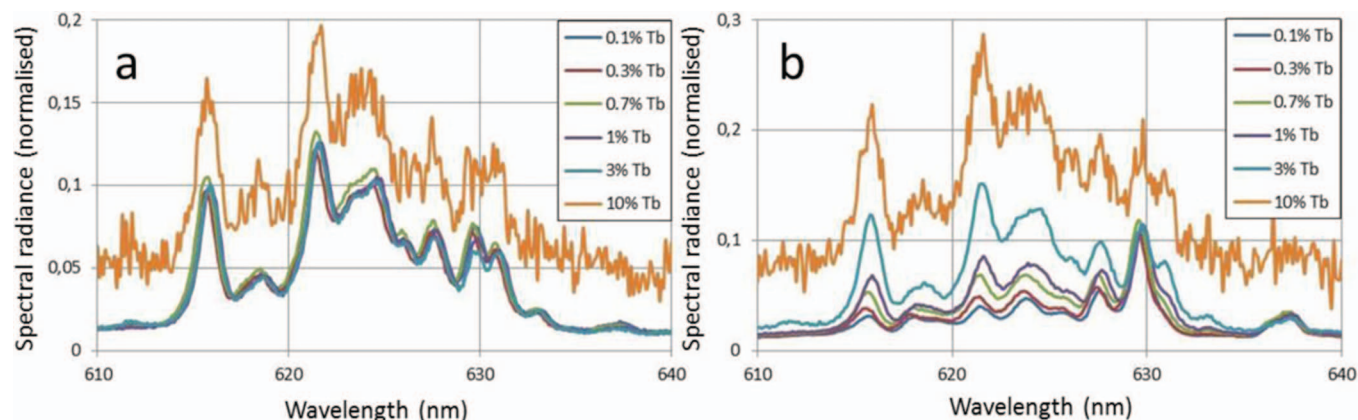 a
Spectral radiance (normalised)
0,2
0,15
0,1
0,05
0
610
620
630
640
Wavelength (nm)
0.1% Tb
0.3% Tb
0.7% Tb
1% Tb
3% Tb
10% Tb
b
Spectral radiance (normalised)
0,3
0,2
0,1
0
610
620
630
640
Wavelength (nm)
0.1% Tb
0.3% Tb
0.7% Tb
1% Tb
3% Tb
10% Tb